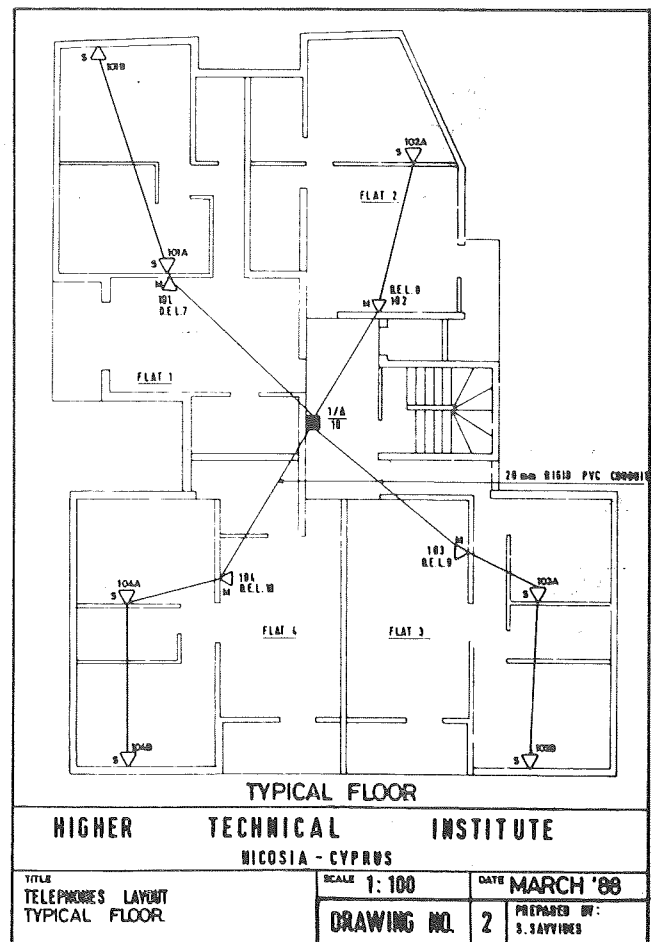 S
101B
102A
S
FLAT 2
101A
S
M
101
D.E.L.7
D.E.L. 8
M 102
FLAT 1
1/A
10
20 mm RIGID PVC CONDUIT
M
103
D.E.L. 9
104A
S
104
D.E.L. 10
M
103A
S
FLAT 4
FLAT 3
104B
S
103B
S
TYPICAL FLOOR
HIGHER TECHNICAL INSTITUTE
NICOSIA - CYPRUS
TITLE
TELEPHONES LAYOUT
TYPICAL FLOOR
SCALE 1:100
DATE MARCH '88
DRAWING NO. 2
PREPARED BY:
S. SAVVIDES